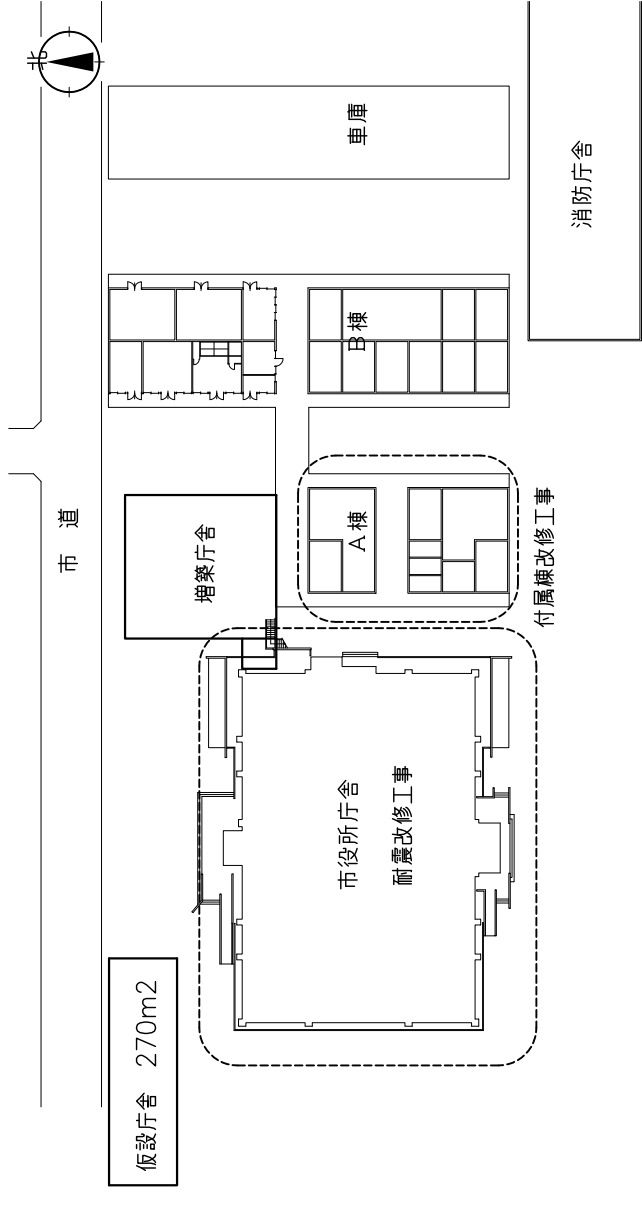 北
市 道
仮設庁舎 270m2
増築庁舎
市役所庁舎
耐震改修工事
A棟
付属棟改修工事
B棟
車庫
消防庁舎